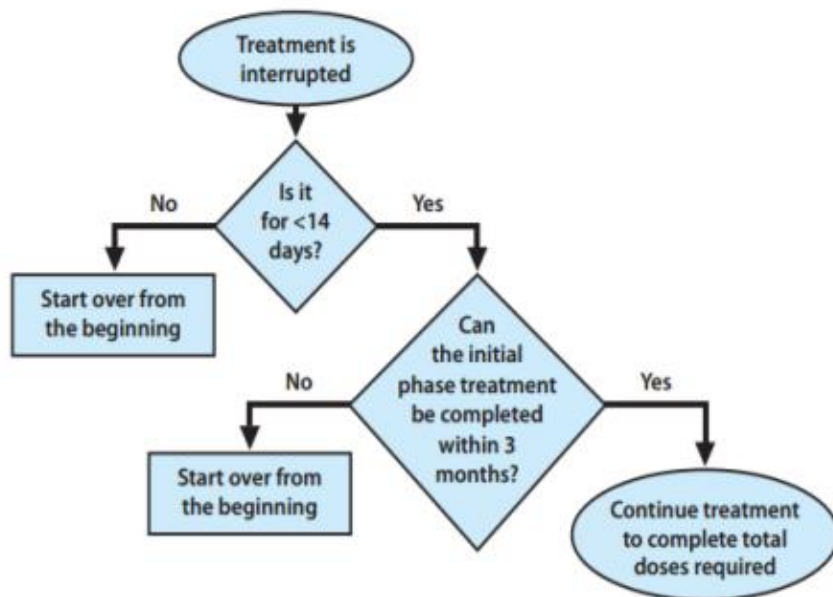 Treatment is
interrupted
Is it
for <14
days?
No
Yes
Start over from
the beginning
Can
the initial
phase treatment
be completed
within 3
months?
No
Yes
Start over from
the beginning
Continue treatment
to complete total
doses required